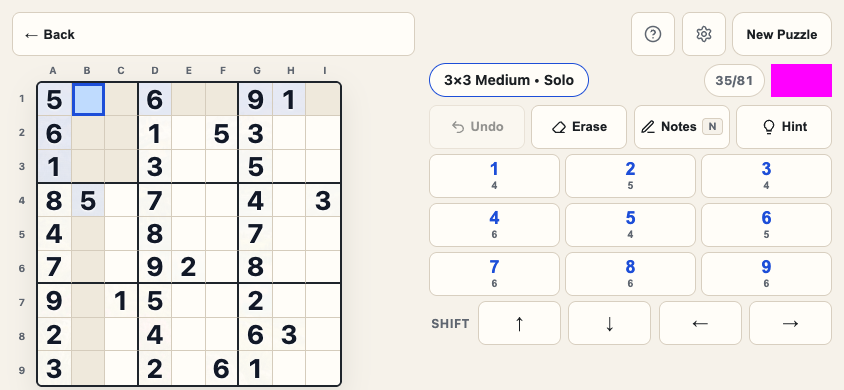 ← Back
New Puzzle
A B C D E F G H I
3×3 Medium • Solo
35/81
1 5 6 9 1
Undo
Erase
Notes N
Hint
2 6 1 5 3
3 1 3 5
4 8 5 7 4 3
5 4 8 7
6 7 9 2 8
7 9 1 5 2
8 2 4 6 3
9 3 2 6 1
1 2 3
4 5 4
4 5 6
6 4 5
7 8 9
6 6 6
SHIFT ↑ ↓ ← →